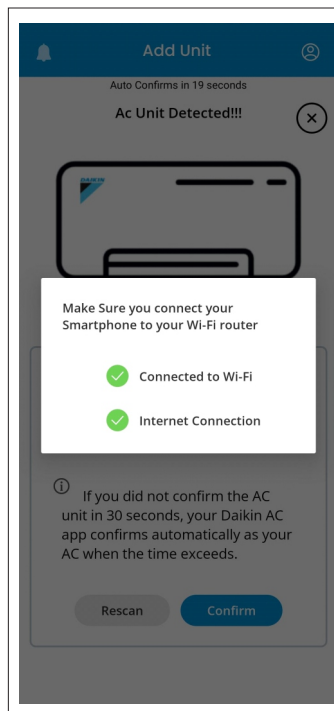 Add Unit
Auto Confirms in 19 seconds
Ac Unit Detected!!!
DAIKIN
Make Sure you connect your
Smartphone to your Wi-Fi router
Connected to Wi-Fi
Internet Connection
If you did not confirm the AC
unit in 30 seconds, your Daikin AC
app confirms automatically as your
AC when the time exceeds.
Rescan
Confirm